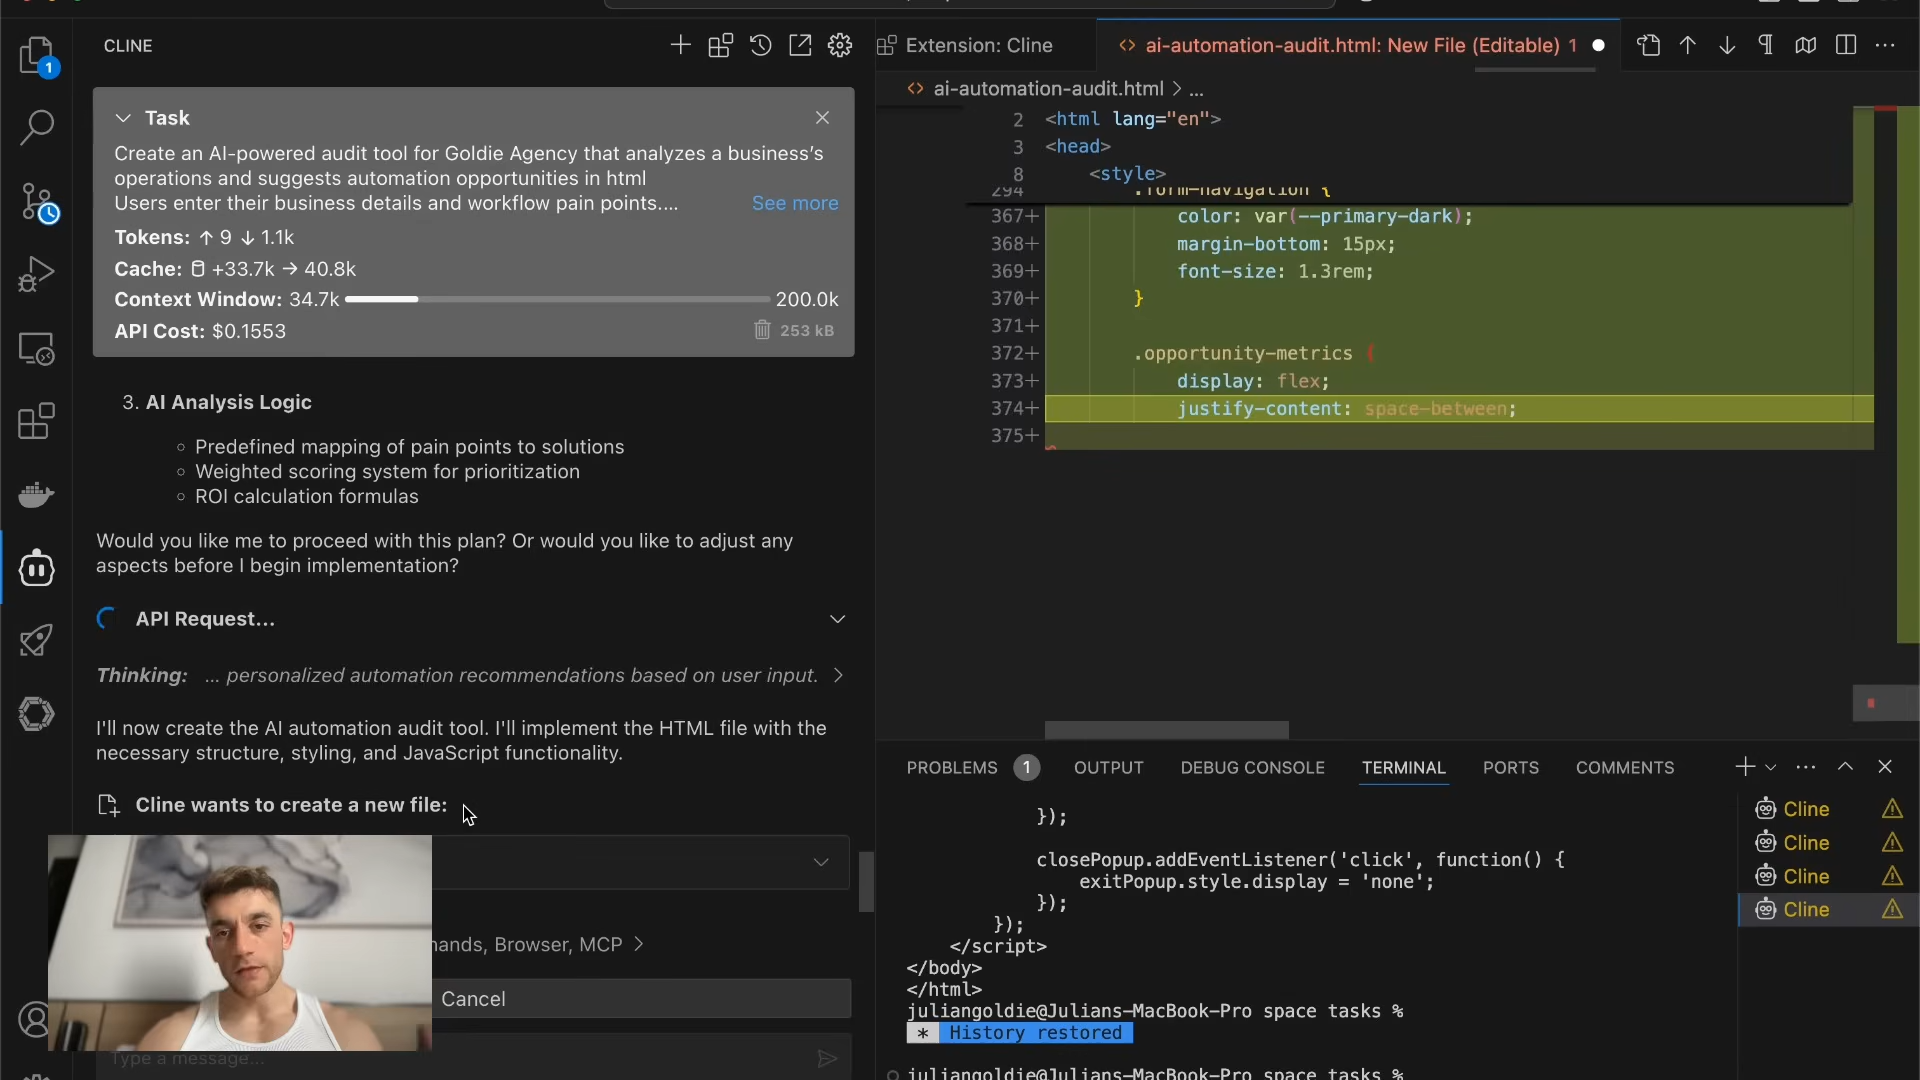 CLINE
1
Task
Create an AI-powered audit tool for Goldie Agency that analyzes a business's
operations and suggests automation opportunities in html
Users enter their business details and workflow pain points....
See more
Tokens: ↑ 9 ↓ 1.1k
Cache: +33.7k → 40.8k
Context Window: 34.7k 200.0k
API Cost: $0.1553
253 kB
3. AI Analysis Logic
Predefined mapping of pain points to solutions
Weighted scoring system for prioritization
ROI calculation formulas
Would you like me to proceed with this plan? Or would you like to adjust any
aspects before I begin implementation?
API Request...
Thinking: ... personalized automation recommendations based on user input.
I'll now create the AI automation audit tool. I'll implement the HTML file with the
necessary structure, styling, and JavaScript functionality.
Cline wants to create a new file:
Browser, MCP
Cancel
Type a message...
Extension: Cline
<> ai-automation-audit.html: New File (Editable) 1
<> ai-automation-audit.html > ...
2 <html lang="en">
3 <head>
8 <style>
294 .form-navigation {
367+ color: var(--primary-dark);
368+ margin-bottom: 15px;
369+ font-size: 1.3rem;
370+ }
371+
372+ .opportunity-metrics {
373+ display: flex;
374+ justify-content: space-between;
375+
PROBLEMS 1 OUTPUT DEBUG CONSOLE TERMINAL PORTS COMMENTS
});
closePopup.addEventListener('click', function() {
exitPopup.style.display = 'none';
});
});
</script>
</body>
</html>
juliangoldie@Julians-MacBook-Pro space tasks %
* History restored
juliangoldie@Julians-MacBook-Pro space tasks %
Cline
Cline
Cline
Cline